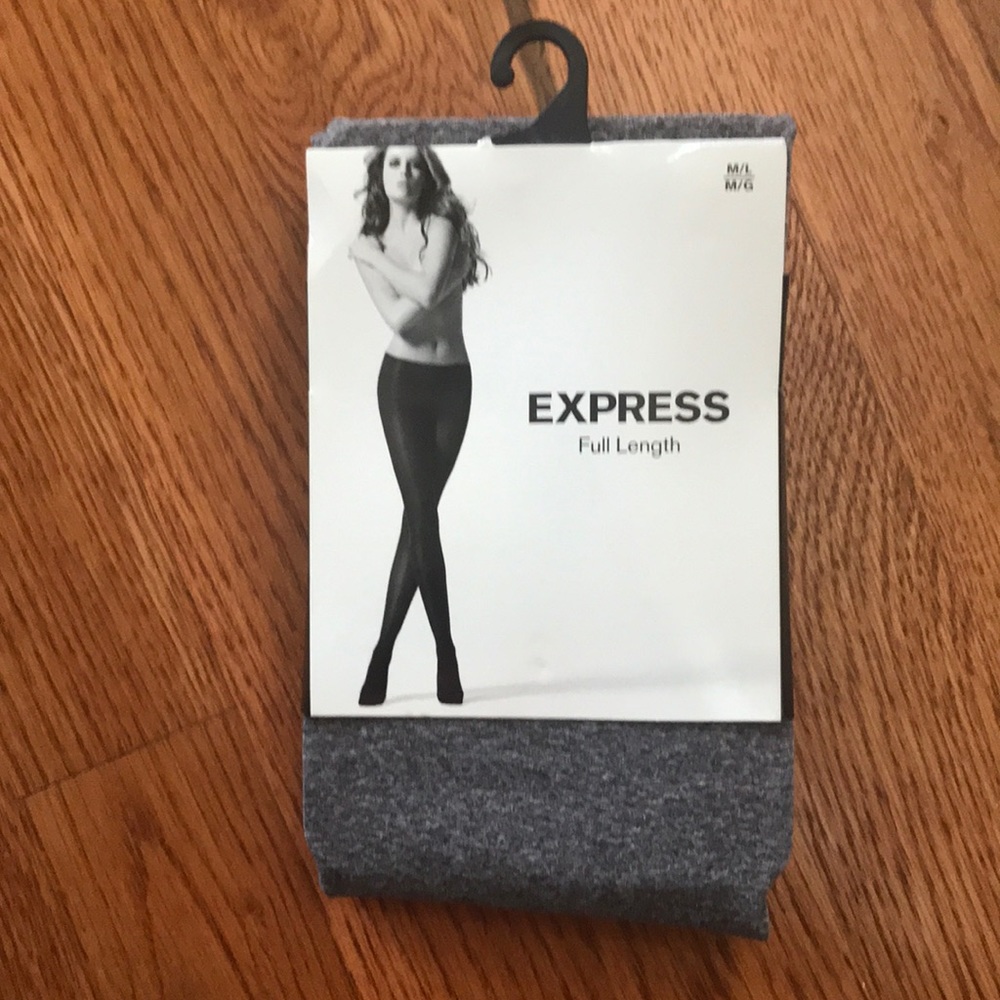 M/L
M/G
EXPRESS
Full Length